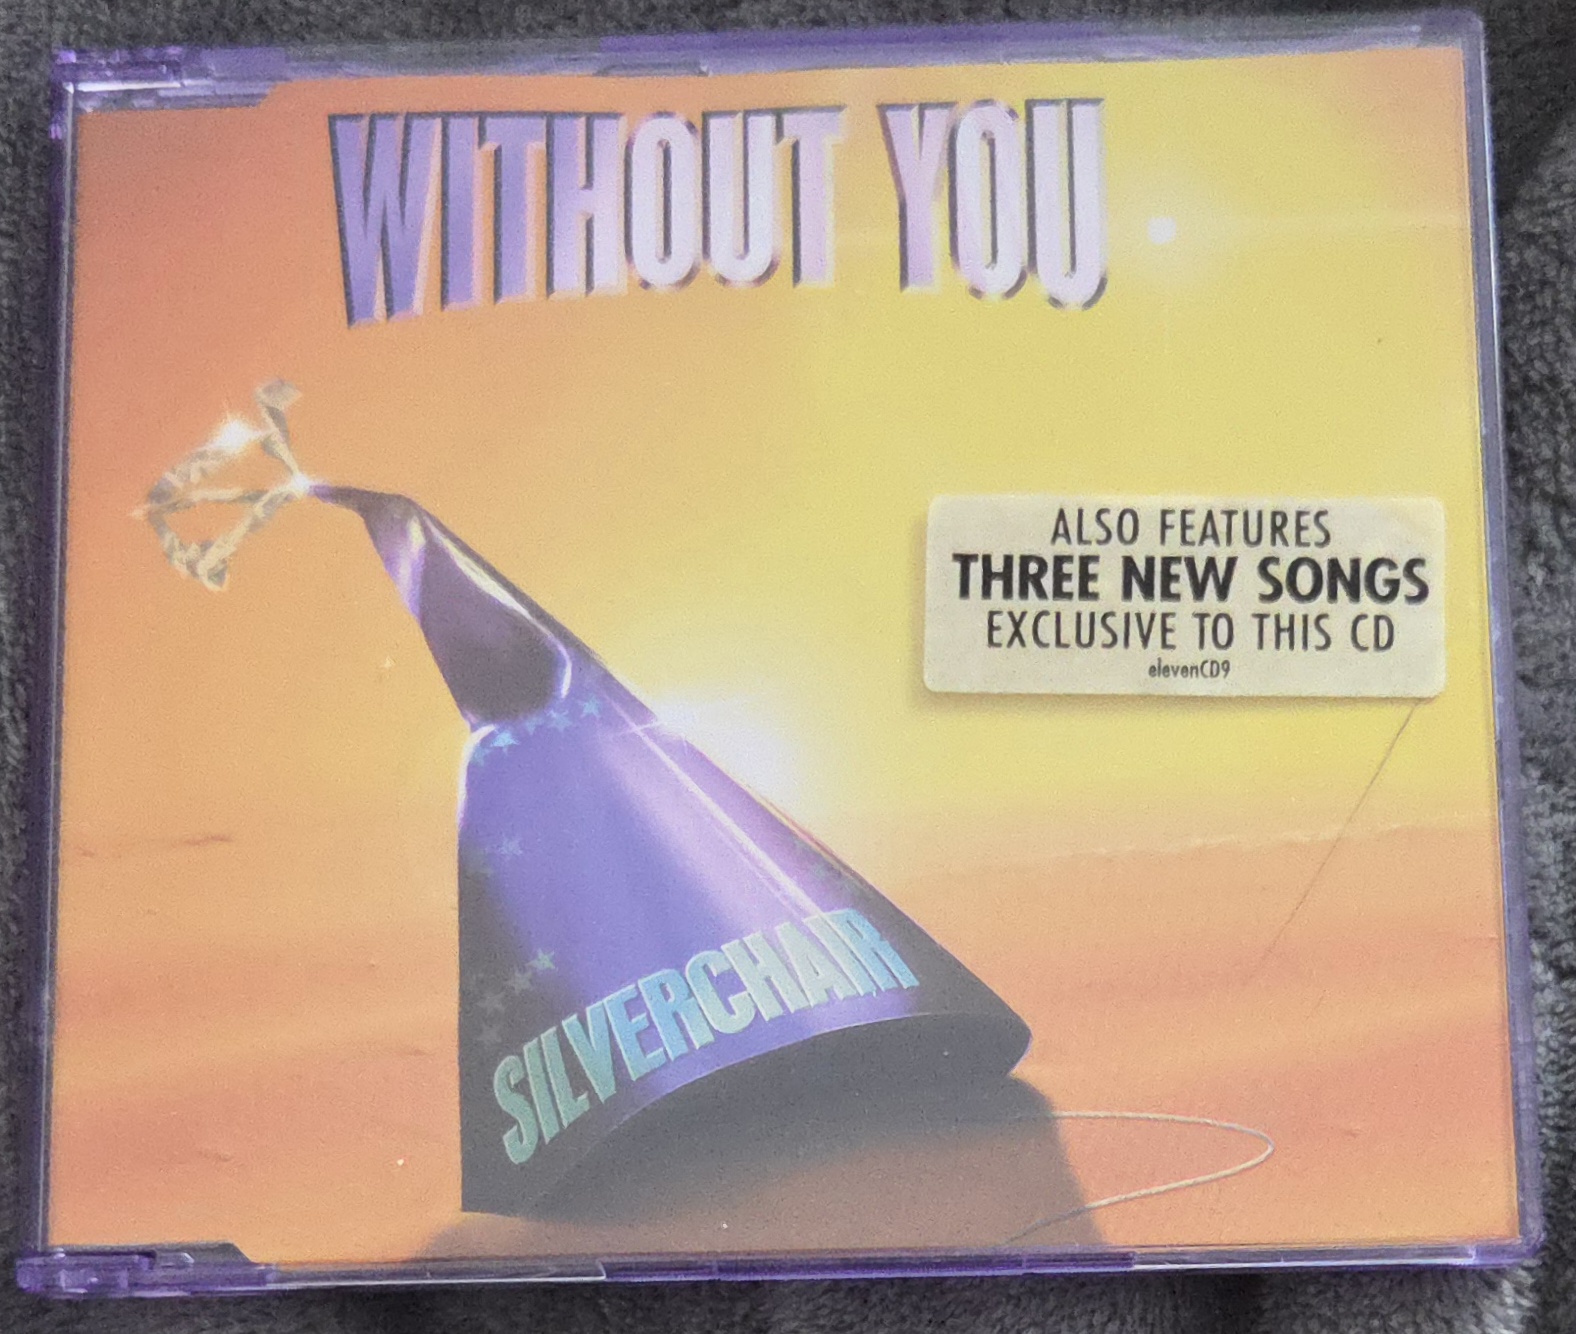 WITHOUT YOU
ALSO FEATURES
THREE NEW SONGS
EXCLUSIVE TO THIS CD
elevenCD9
SILVERCHAIR